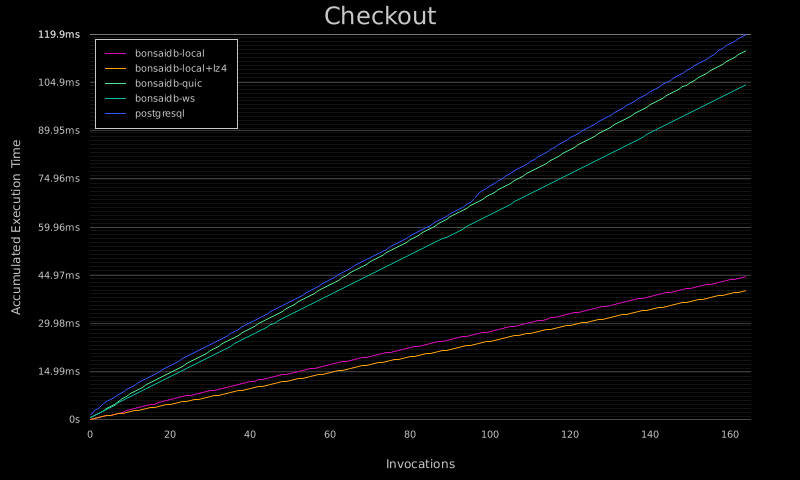 Checkout
119.9ms
104.9ms
89.95ms
74.96ms
59.96ms
44.97ms
29.98ms
14.99ms
0s
bonsaidb-local
bonsaidb-local+lz4
bonsaidb-quic
bonsaidb-ws
postgresql
Accumulated Execution Time
0 20 40 60 80 100 120 140 160
Invocations